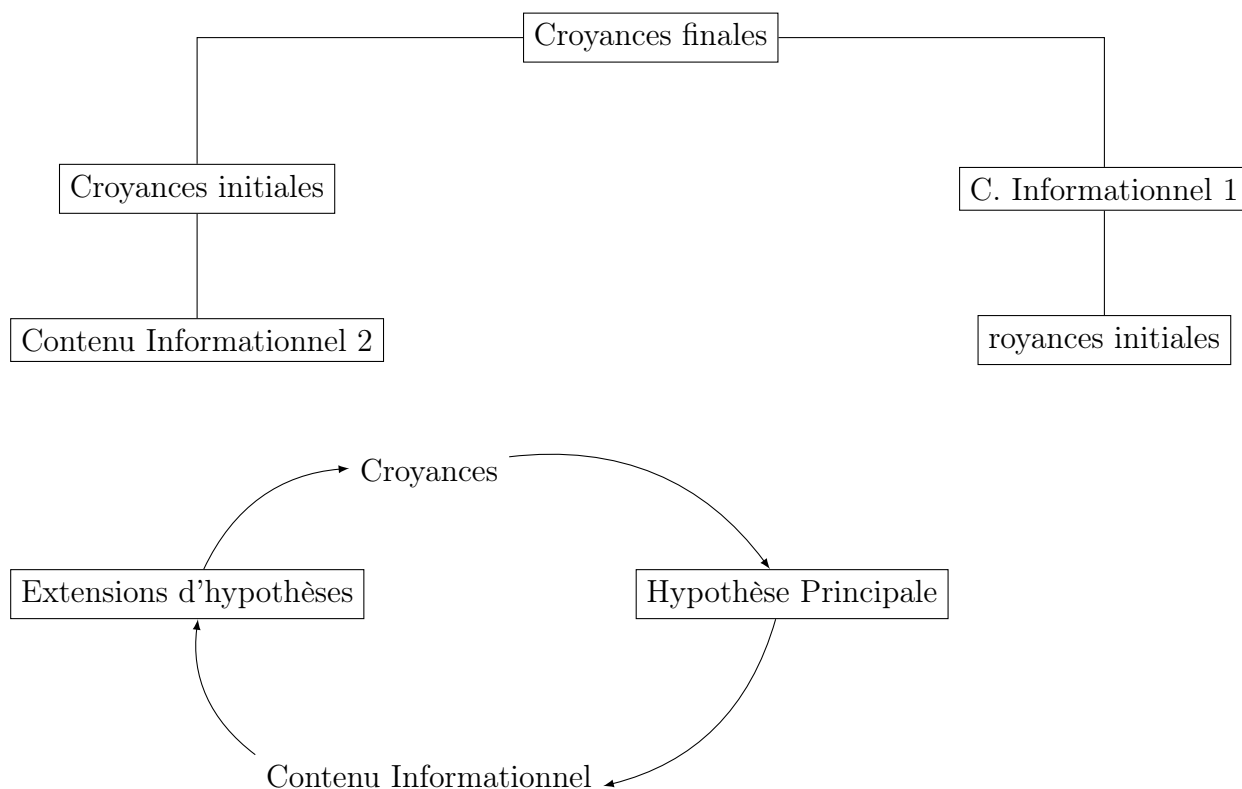 Croyances finales
Croyances initiales
C. Informationnel 1
Contenu Informationnel 2
royances initiales
Croyances
Extensions d'hypothèses
Hypothèse Principale
Contenu Informationnel